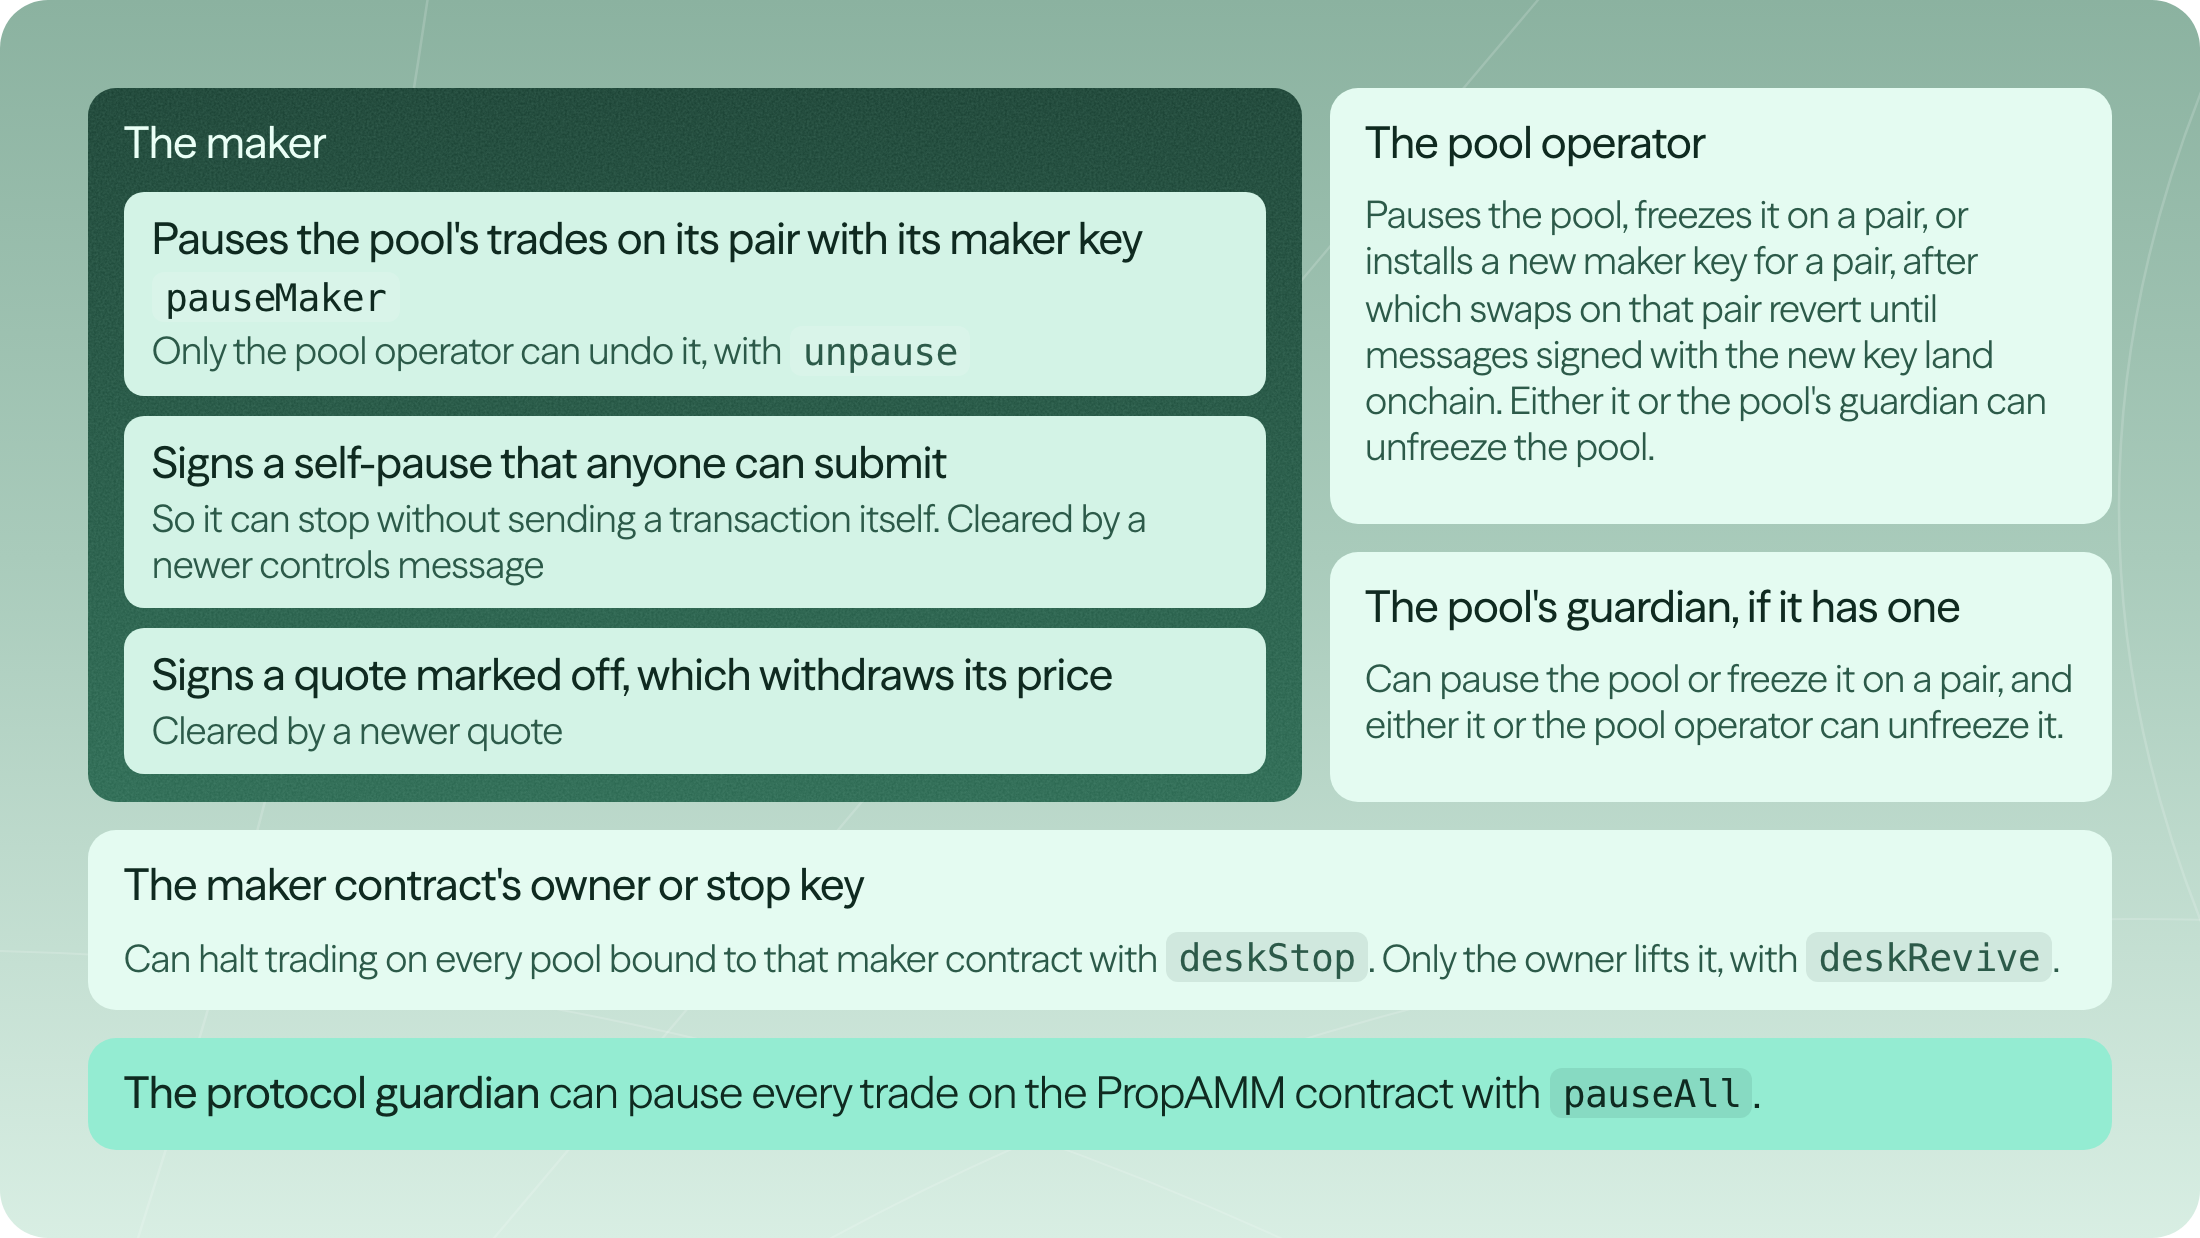 The maker
Pauses the pool's trades on its pair with its maker key
pauseMaker
Only the pool operator can undo it, with unpause
Signs a self-pause that anyone can submit
So it can stop without sending a transaction itself. Cleared by a
newer controls message
Signs a quote marked off, which withdraws its price
Cleared by a newer quote
The pool operator
Pauses the pool, freezes it on a pair, or
installs a new maker key for a pair, after
which swaps on that pair revert until
messages signed with the new key land
onchain. Either it or the pool's guardian can
unfreeze the pool.
The pool's guardian, if it has one
Can pause the pool or freeze it on a pair, and
either it or the pool operator can unfreeze it.
The maker contract's owner or stop key
Can halt trading on every pool bound to that maker contract with deskStop. Only the owner lifts it, with deskRevive.
The protocol guardian can pause every trade on the PropAMM contract with pauseAll.